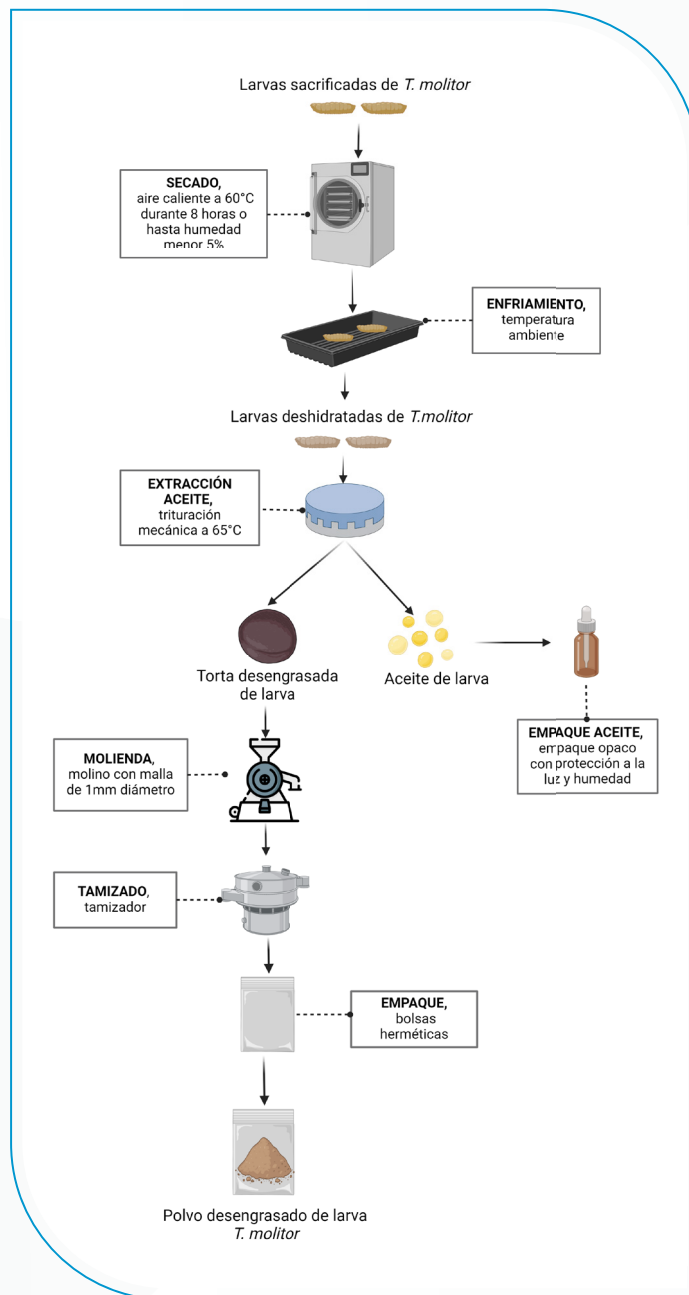 Larvas sacrificadas de T. molitor
SECADO,
aire caliente a 60°C
durante 8 horas o
hasta humedad
menor 5%
ENFRIAMIENTO,
temperatura
ambiente
Larvas deshidratadas de T.molitor
EXTRACCIÓN
ACEITE,
trituración
mecánica a 65°C
Torta desengrasada
de larva
Aceite de larva
EMPAQUE ACEITE,
empaque opaco
con protección a la
luz y humedad
MOLIENDA,
molino con malla
de 1mm diámetro
TAMIZADO,
tamizador
EMPAQUE,
bolsas
herméticas
Polvo desengrasado de larva
T. molitor